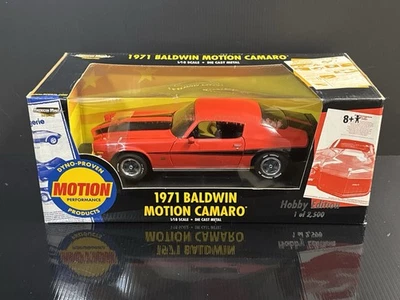 1971 BALDWIN MOTION CAMARO
1:18 SCALE • DIE CAST METAL
8+
DYNO-PROVEN
MOTION
PERFORMANCE
PRODUCTS
1971 BALDWIN
MOTION CAMARO
1:18 SCALE • DIE CAST METAL
Hobby Edition
1 of 2,500